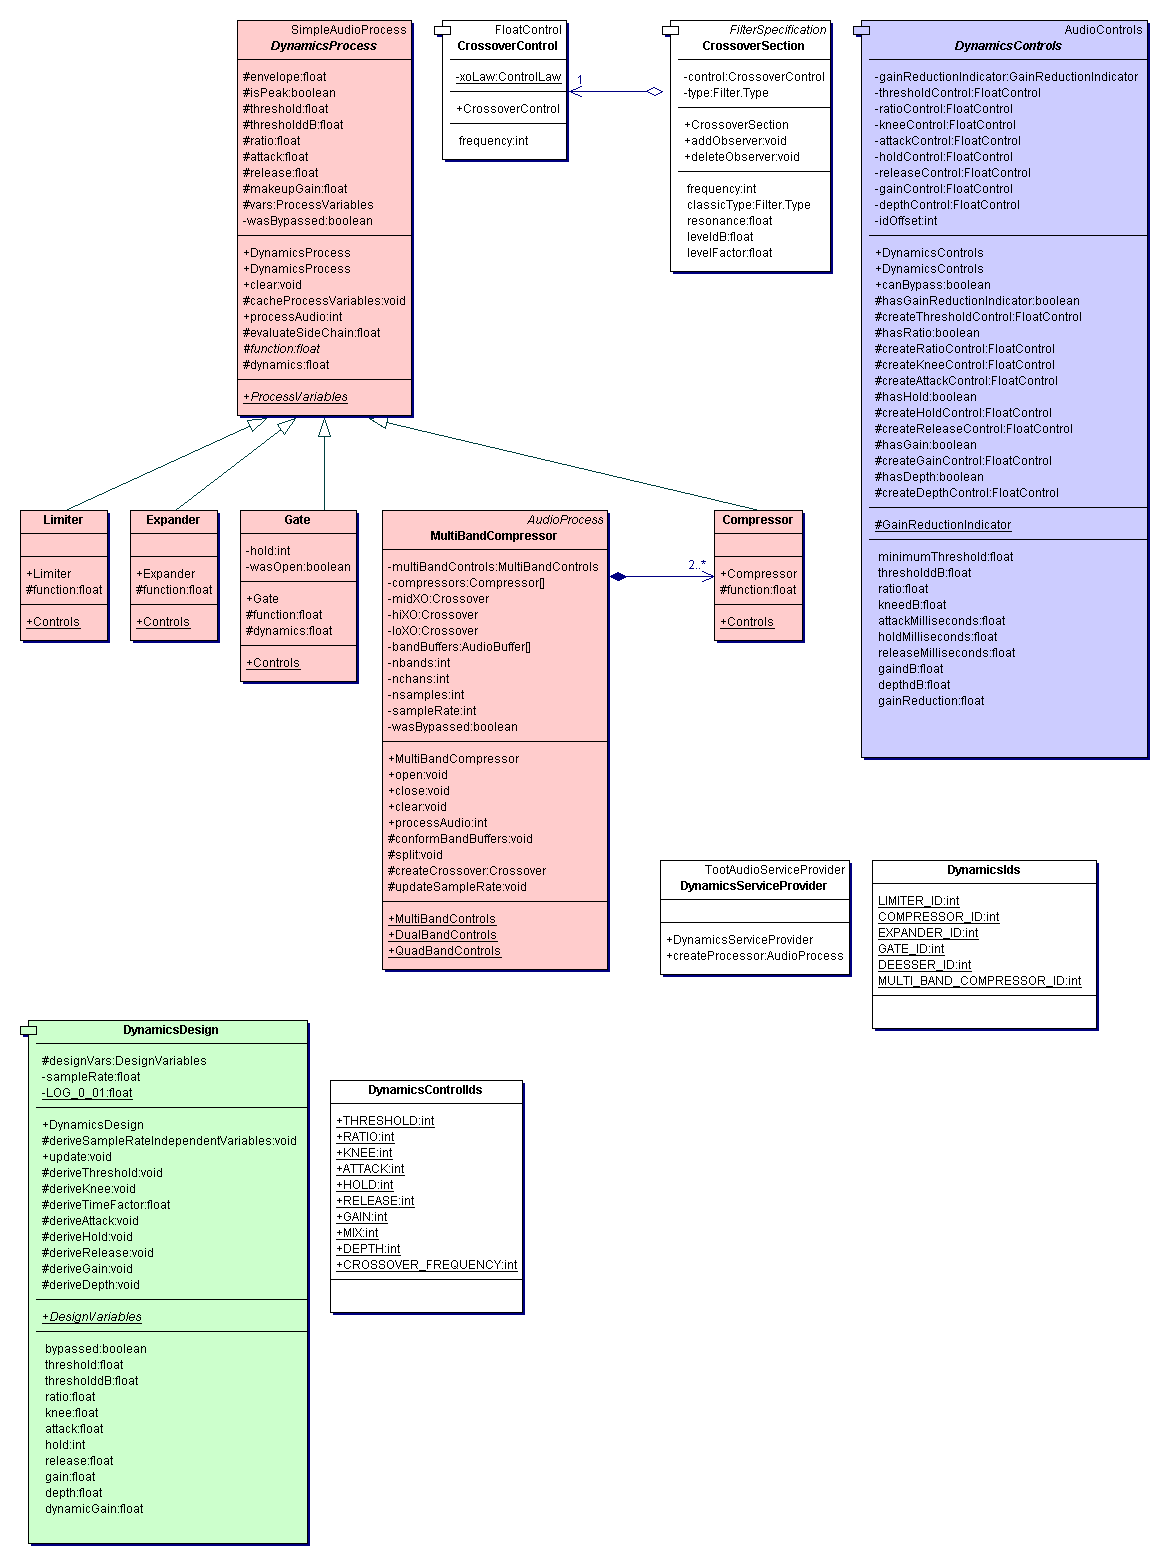 SimpleAudioProcess
DynamicsProcess
#envelope:float
#isPeak:boolean
#threshold:float
#thresholddB:float
#ratio:float
#attack:float
#release:float
#makeupGain:float
#vars:ProcessVariables
-wasBypassed:boolean
+DynamicsProcess
+DynamicsProcess
+clear:void
#cacheProcessVariables:void
+processAudio:int
#evaluateSideChain:float
#function:float
#dynamics:float
+ProcessVariables
FloatControl
CrossoverControl
-xoLaw:ControlLaw
+CrossoverControl
frequency:int
1
FilterSpecification
CrossoverSection
-control:CrossoverControl
-type:Filter.Type
+CrossoverSection
+addObserver:void
+deleteObserver:void
frequency:int
classicType:Filter.Type
resonance:float
leveldB:float
levelFactor:float
AudioControls
DynamicsControls
-gainReductionIndicator:GainReductionIndicator
-thresholdControl:FloatControl
-ratioControl:FloatControl
-kneeControl:FloatControl
-attackControl:FloatControl
-holdControl:FloatControl
-releaseControl:FloatControl
-gainControl:FloatControl
-depthControl:FloatControl
-idOffset:int
+DynamicsControls
+DynamicsControls
+canBypass:boolean
#hasGainReductionIndicator:boolean
#createThresholdControl:FloatControl
#hasRatio:boolean
#createRatioControl:FloatControl
#createKneeControl:FloatControl
#createAttackControl:FloatControl
#hasHold:boolean
#createHoldControl:FloatControl
#createReleaseControl:FloatControl
#hasGain:boolean
#createGainControl:FloatControl
#hasDepth:boolean
#createDepthControl:FloatControl
#GainReductionIndicator
minimumThreshold:float
thresholddB:float
ratio:float
kneedB:float
attackMilliseconds:float
holdMilliseconds:float
releaseMilliseconds:float
gaindB:float
depthdB:float
gainReduction:float
Limiter
+Limiter
#function:float
+Controls
Expander
+Expander
#function:float
+Controls
Gate
-hold:int
-wasOpen:boolean
+Gate
#function:float
#dynamics:float
+Controls
AudioProcess
MultiBandCompressor
-multiBandControls:MultiBandControls
-compressors:Compressor[]
-midXO:Crossover
-hiXO:Crossover
-loXO:Crossover
-bandBuffers:AudioBuffer[]
-nbands:int
-nchans:int
-nsamples:int
-sampleRate:int
-wasBypassed:boolean
+MultiBandCompressor
+open:void
+close:void
+clear:void
+processAudio:int
#conformBandBuffers:void
#split:void
#createCrossover:Crossover
#updateSampleRate:void
+MultiBandControls
+DualBandControls
+QuadBandControls
2..*
Compressor
+Compressor
#function:float
+Controls
TootAudioServiceProvider
DynamicsServiceProvider
+DynamicsServiceProvider
+createProcessor:AudioProcess
DynamicsIds
LIMITER_ID:int
COMPRESSOR_ID:int
EXPANDER_ID:int
GATE_ID:int
DEESSER_ID:int
MULTI_BAND_COMPRESSOR_ID:int
DynamicsDesign
#designVars:DesignVariables
-sampleRate:float
-LOG_0_01:float
+DynamicsDesign
#deriveSampleRateIndependentVariables:void
+update:void
#deriveThreshold:void
#deriveKnee:void
#deriveTimeFactor:float
#deriveAttack:void
#deriveHold:void
#deriveRelease:void
#deriveGain:void
#deriveDepth:void
+DesignVariables
bypassed:boolean
threshold:float
thresholddB:float
ratio:float
knee:float
attack:float
hold:int
release:float
gain:float
depth:float
dynamicGain:float
DynamicsControlIds
+THRESHOLD:int
+RATIO:int
+KNEE:int
+ATTACK:int
+HOLD:int
+RELEASE:int
+GAIN:int
+MIX:int
+DEPTH:int
+CROSSOVER_FREQUENCY:int